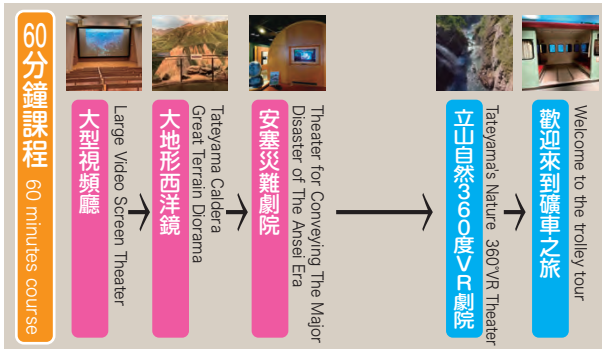 60分鐘課程 60 minutes course
大型視頻廳
Large Video Screen Theater
大地形西洋鏡
Tateyama Caldera
Great Terrain Diorama
安塞災難劇院
Theater for Conveying The Major
Disaster of The Ansei Era
立山自然360度VR劇院
Tateyama's Nature 360°VR Theater
歡迎來到礦車之旅
Welcome to the trolley tour